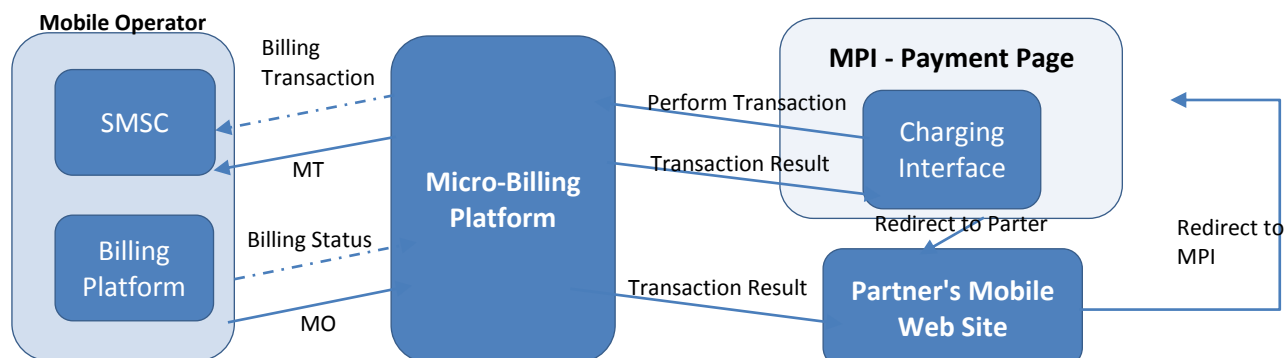 Mobile Operator
Billing
Transaction
SMSC
MT
Billing
Platform
Billing Status
MO
Micro-Billing
Platform
MPI - Payment Page
Perform Transaction
Charging
Interface
Transaction Result
Redirect to Parter
Redirect to
MPI
Transaction Result
Partner's Mobile
Web Site